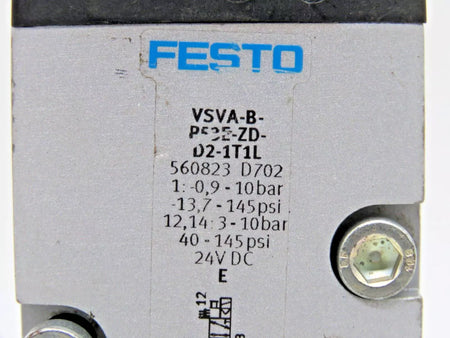 FESTO
VSVA-B-
P53E-ZD-
D2-1T1L
560823 D702
1: -0,9 - 10bar
-13,7 - 145psi
12,14: 3 - 10bar
40 - 145psi
24V DC
E
12